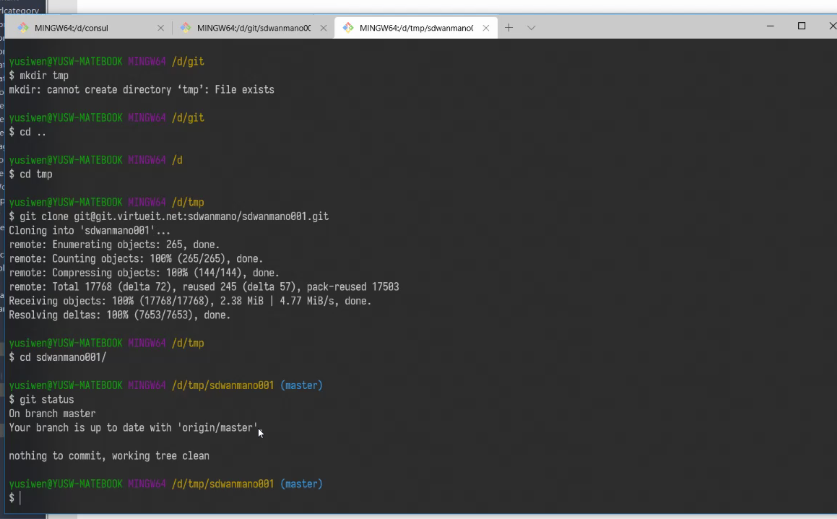 rdcategory
MINGW64:/d/consul
MINGW64:/d/git/sdwanmano00
MINGW64:/d/tmp/sdwanmano0
yusiwen@YUSW-MATEBOOK MINGW64 /d/git
$ mkdir tmp
mkdir: cannot create directory ‘tmp’: File exists
yusiwen@YUSW-MATEBOOK MINGW64 /d/git
$ cd ..
yusiwen@YUSW-MATEBOOK MINGW64 /d
$ cd tmp
yusiwen@YUSW-MATEBOOK MINGW64 /d/tmp
$ git clone git@git.virtueit.net:sdwanmano/sdwanmano001.git
Cloning into 'sdwanmano001'...
remote: Enumerating objects: 265, done.
remote: Counting objects: 100% (265/265), done.
remote: Compressing objects: 100% (144/144), done.
remote: Total 17768 (delta 72), reused 245 (delta 57), pack-reused 17503
Receiving objects: 100% (17768/17768), 2.38 MiB | 4.77 MiB/s, done.
Resolving deltas: 100% (7653/7653), done.
yusiwen@YUSW-MATEBOOK MINGW64 /d/tmp
$ cd sdwanmano001/
yusiwen@YUSW-MATEBOOK MINGW64 /d/tmp/sdwanmano001 (master)
$ git status
On branch master
Your branch is up to date with 'origin/master'.
nothing to commit, working tree clean
yusiwen@YUSW-MATEBOOK MINGW64 /d/tmp/sdwanmano001 (master)
$